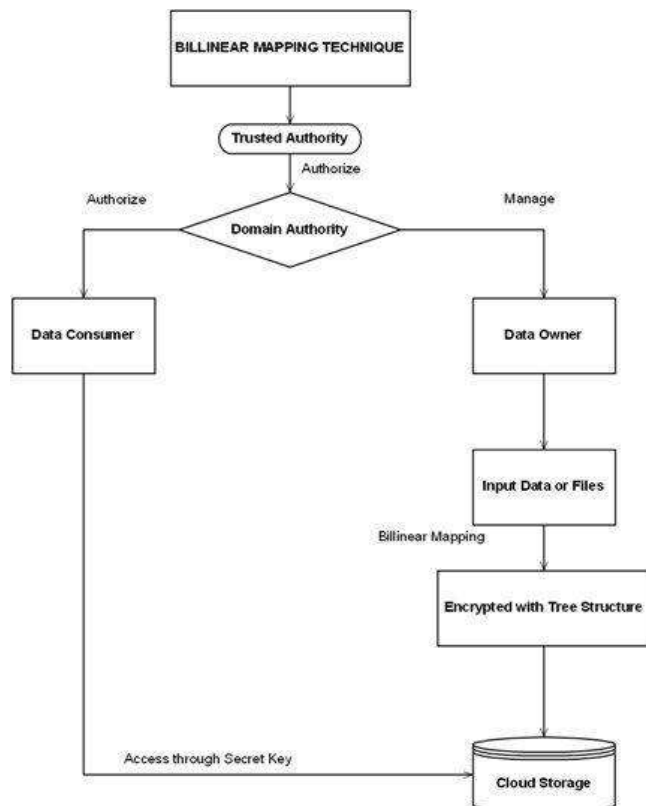 BILLINEAR MAPPING TECHNIQUE
Trusted Authority
Authorize
Authorize
Manage
Domain Authority
Data Consumer
Data Owner
Input Data or Files
Billinear Mapping
Encrypted with Tree Structure
Access through Secret Key
Cloud Storage